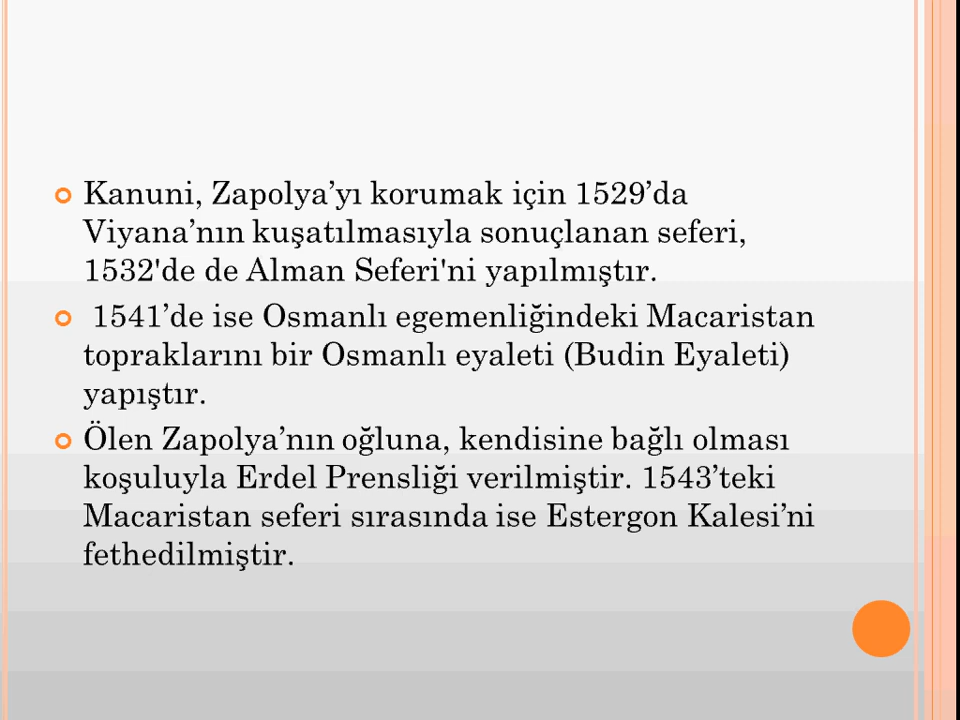 Kanuni, Zapolya’yı korumak için 1529’da
Viyana’nın kuşatılmasıyla sonuçlanan seferi,
1532'de de Alman Seferi'ni yapılmıştır.
1541’de ise Osmanlı egemenliğindeki Macaristan
topraklarını bir Osmanlı eyaleti (Budin Eyaleti)
yapıştır.
Ölen Zapolya’nın oğluna, kendisine bağlı olması
koşuluyla Erdel Prensliği verilmiştir. 1543’teki
Macaristan seferi sırasında ise Estergon Kalesi’ni
fethedilmiştir.